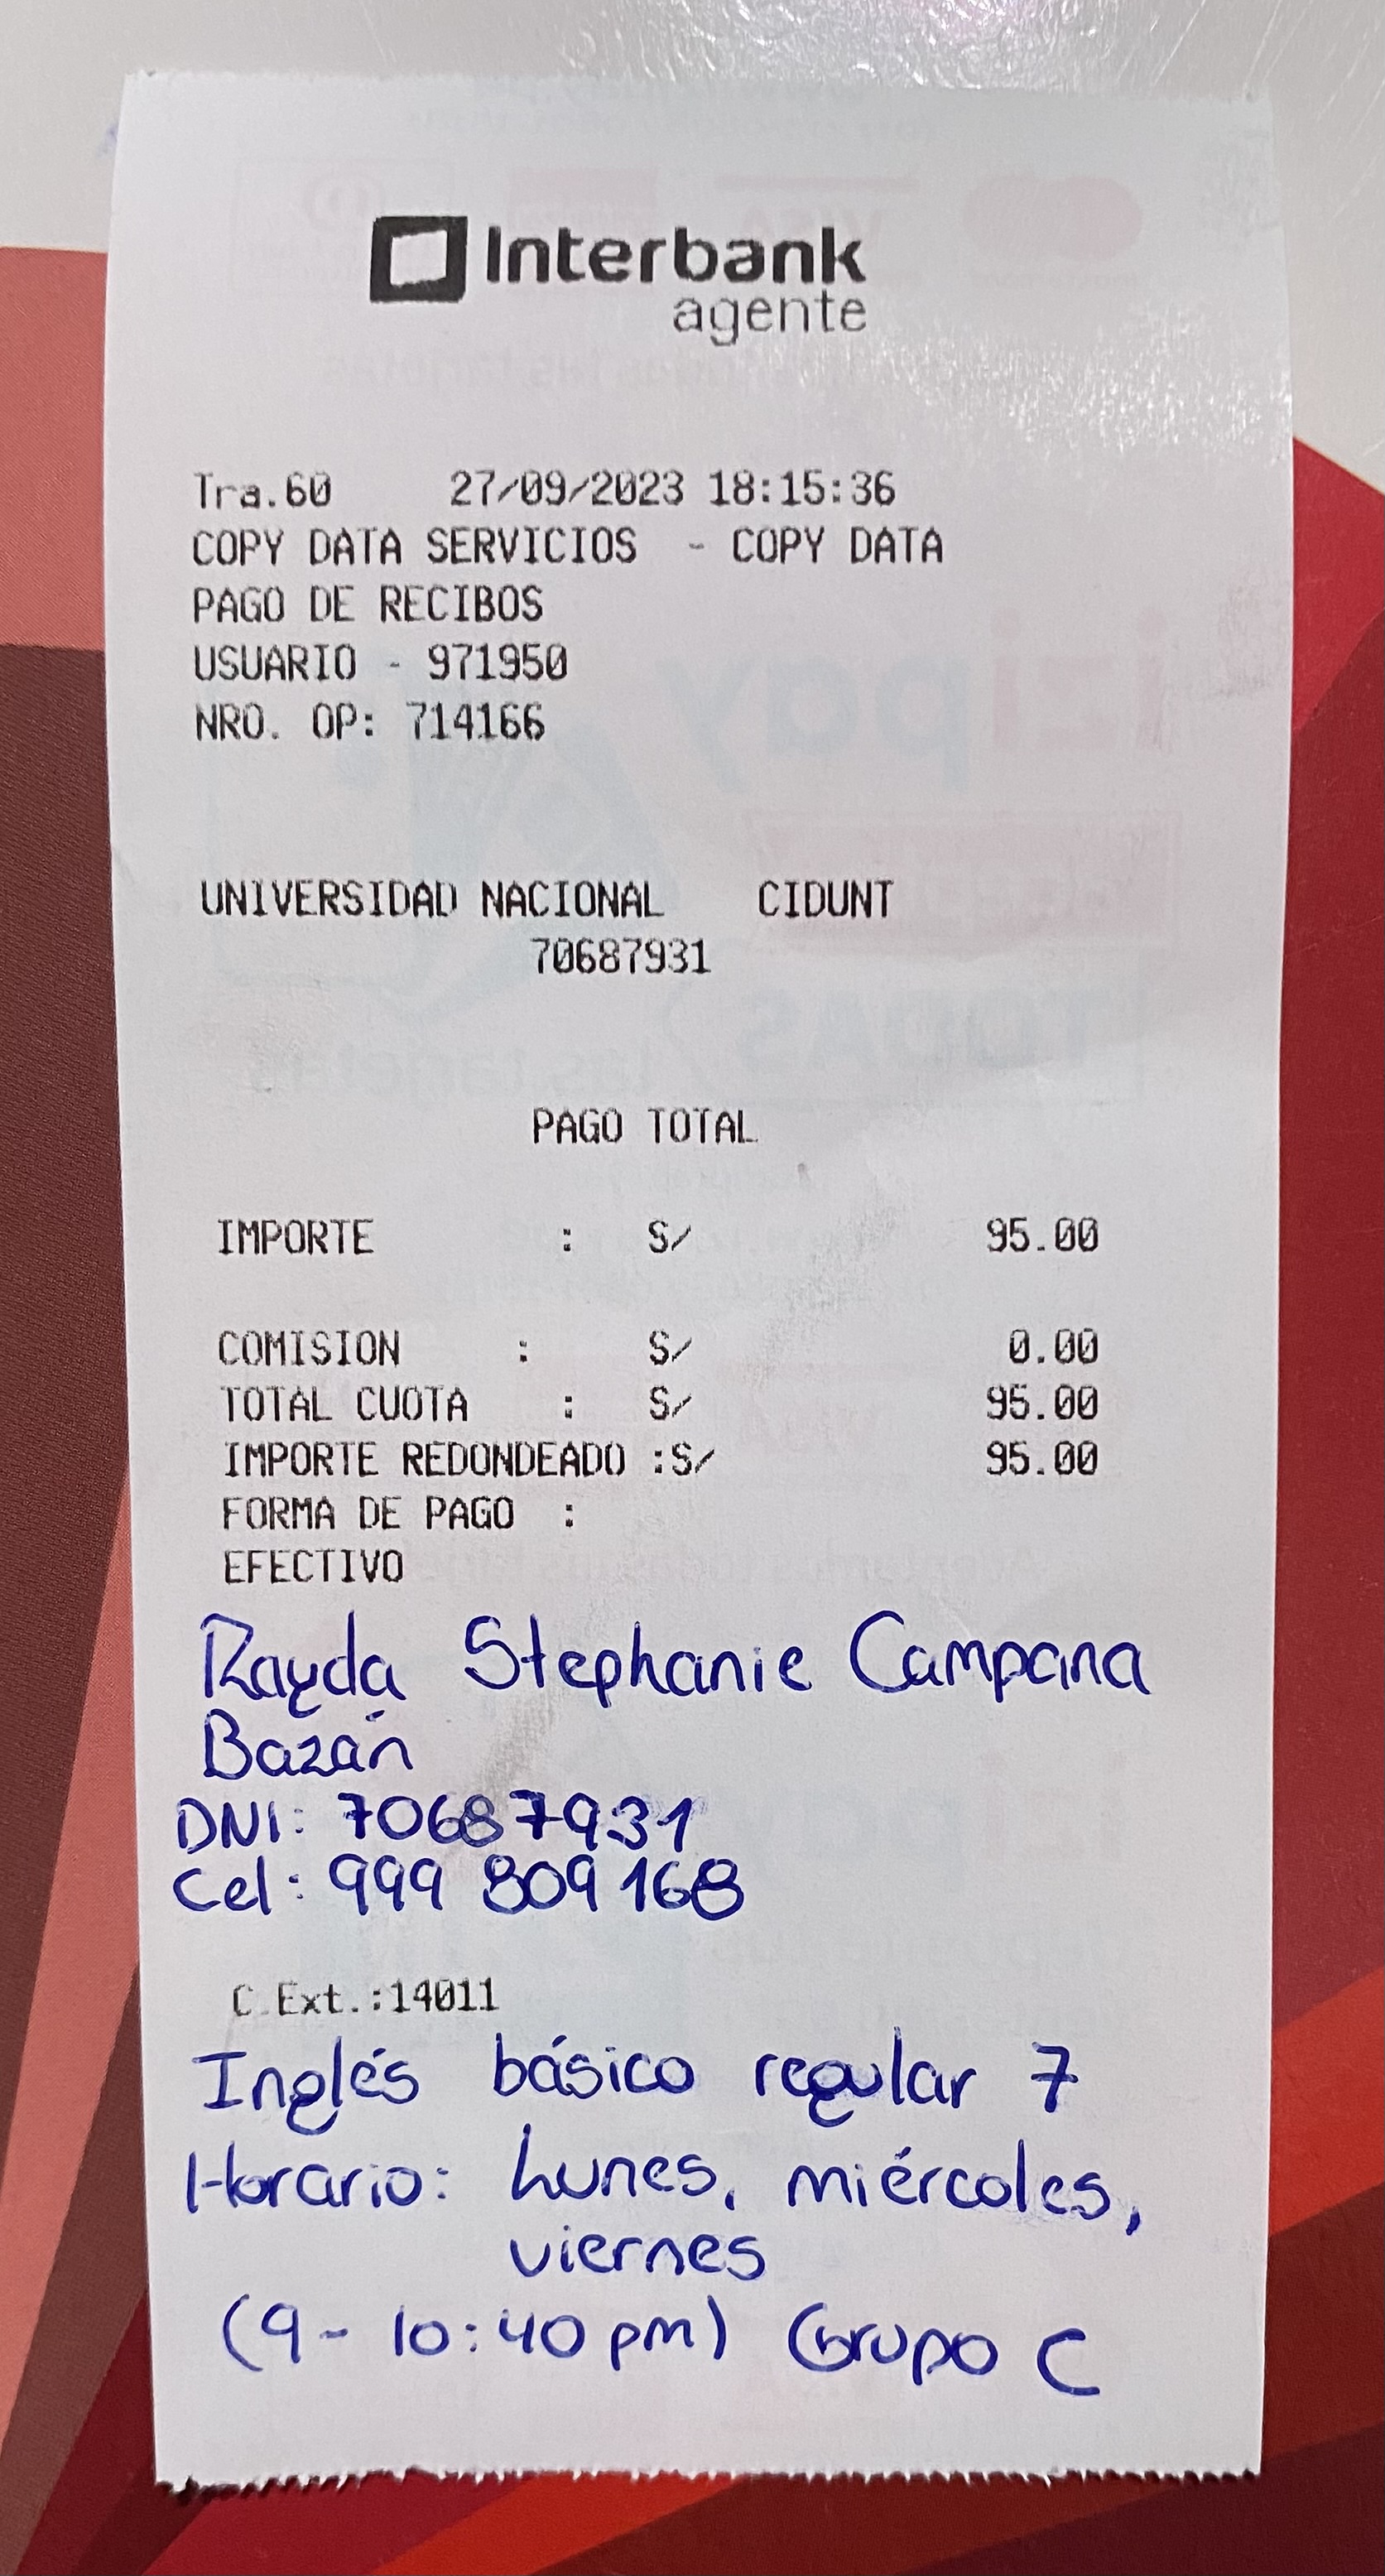 Interbank
agente
Tra.60 27/09/2023 18:15:36
COPY DATA SERVICIOS - COPY DATA
PAGO DE RECIBOS
USUARIO - 971950
NRO. OP: 714166
UNIVERSIDAD NACIONAL CIDUNT
70687931
PAGO TOTAL
IMPORTE : S/ 95.00
COMISION : S/ 0.00
TOTAL CUOTA : S/ 95.00
IMPORTE REDONDEADO :S/ 95.00
FORMA DE PAGO :
EFECTIVO
Rayda Stephanie Campana
Bazán
DNI: 70687931
Cel: 999 809 168
C.Ext.:14011
Inglés básico regular 7
Horario: Lunes, miércoles,
viernes
(9 - 10:40 pm) Grupo C